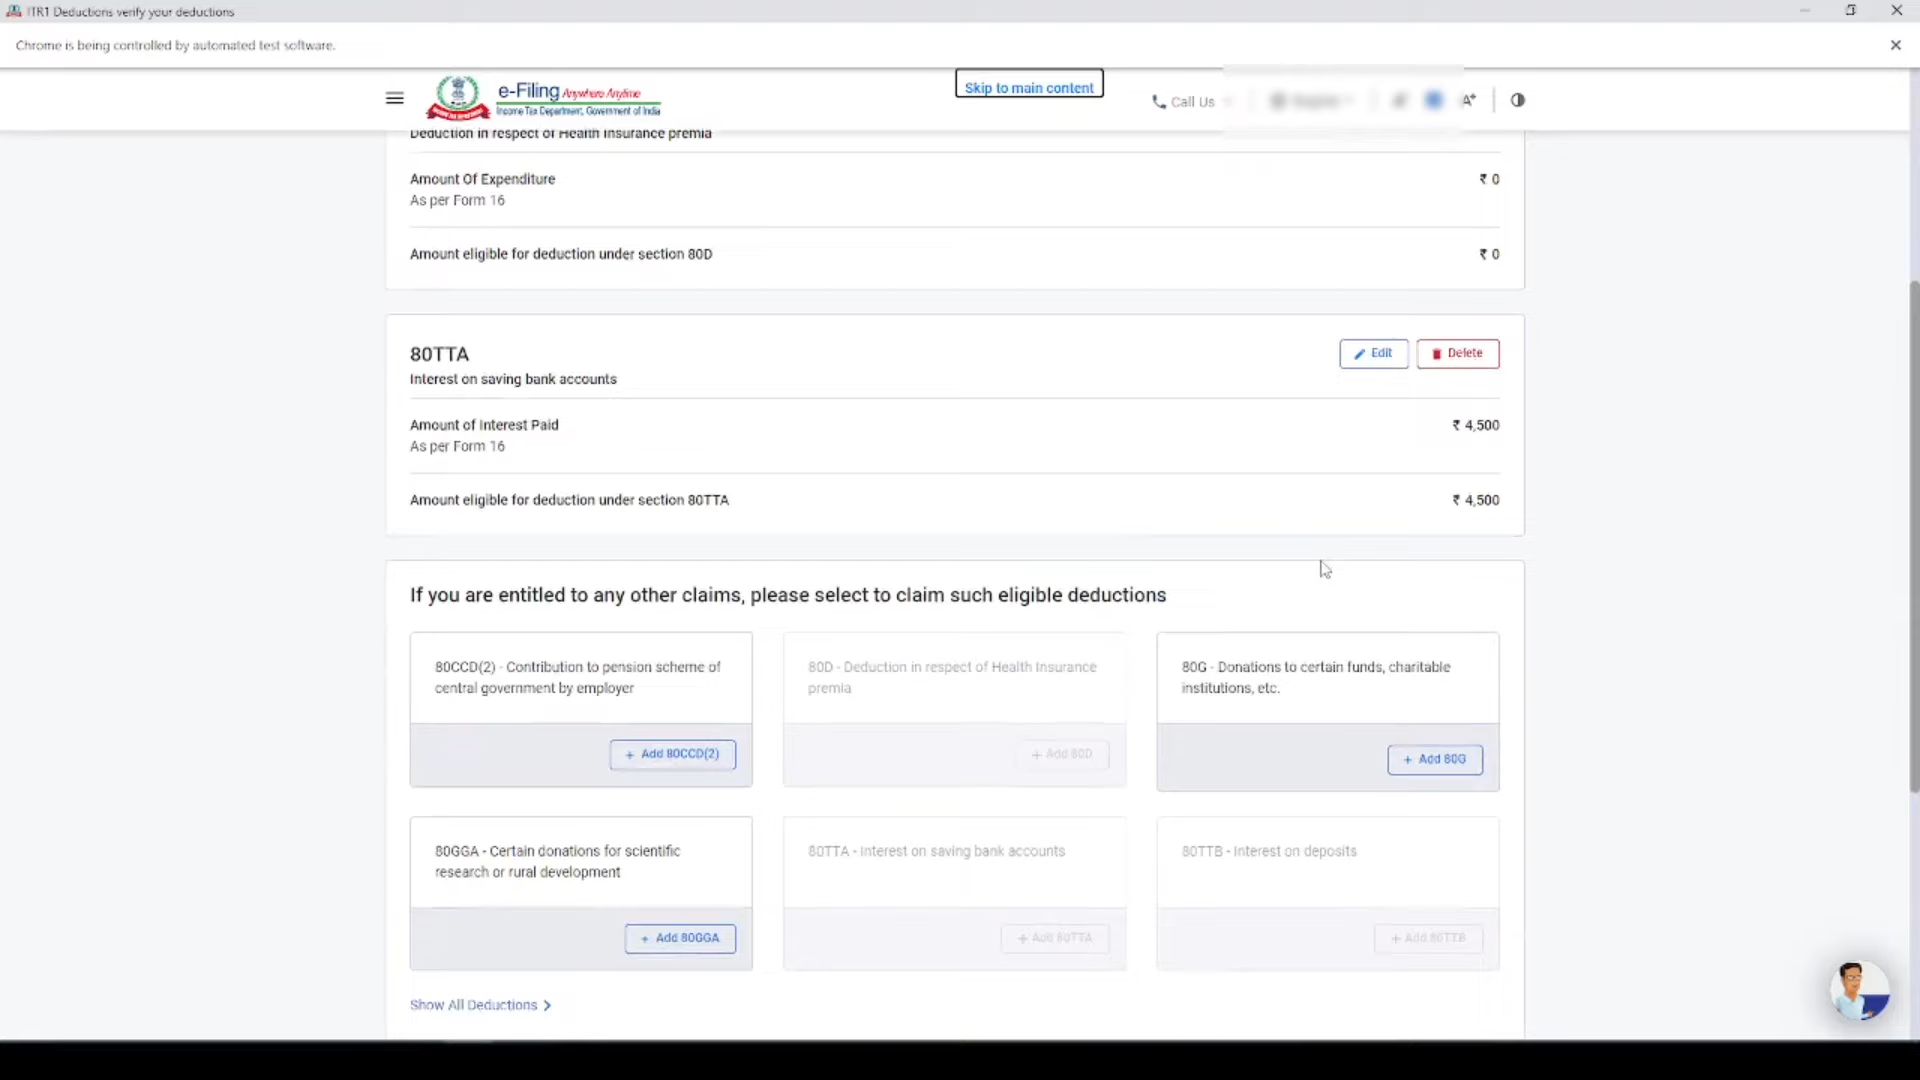 ITR1 Deductions verify your deductions
Chrome is being controlled by automated test software.
e-Filing Anywhere Anytime
Income Tax Department, Government of India
Skip to main content
Call Us
A+
Deduction in respect of Health Insurance premia
Amount Of Expenditure
₹ 0
As per Form 16
Amount eligible for deduction under section 80D
₹ 0
80TTA
Edit
Delete
Interest on saving bank accounts
Amount of Interest Paid
₹ 4,500
As per Form 16
Amount eligible for deduction under section 80TTA
₹ 4,500
If you are entitled to any other claims, please select to claim such eligible deductions
80CCD(2) - Contribution to pension scheme of
central government by employer
+ Add 80CCD(2)
80D - Deduction in respect of Health Insurance
premia
+ Add 80D
80G - Donations to certain funds, charitable
institutions, etc.
+ Add 80G
80GGA - Certain donations for scientific
research or rural development
+ Add 80GGA
80TTA - Interest on saving bank accounts
+ Add 80TTA
80TTB - Interest on deposits
+ Add 80TTB
Show All Deductions >